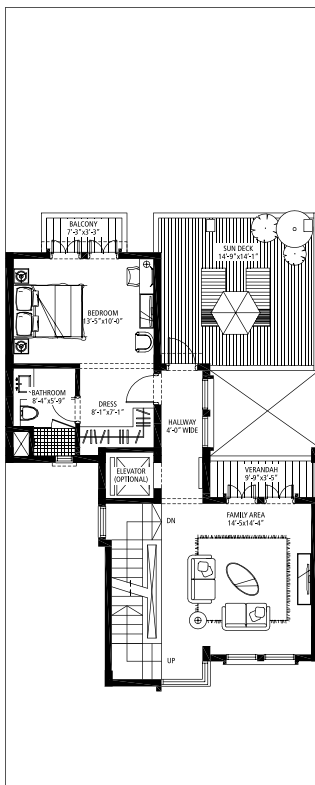 BALCONY
7'-3"x3'-3"
SUN DECK
14'-9"x14'-1"
BEDROOM
13'-5"x10'-0"
BATHROOM
8'-4"x5'-9"
DRESS
8'-1"x7'-1"
HALLWAY
4'-0" WIDE
ELEVATOR
(OPTIONAL)
VERANDAH
9'-9"x3'-5"
FAMILY AREA
14'-5x14'-4"
DN
UP